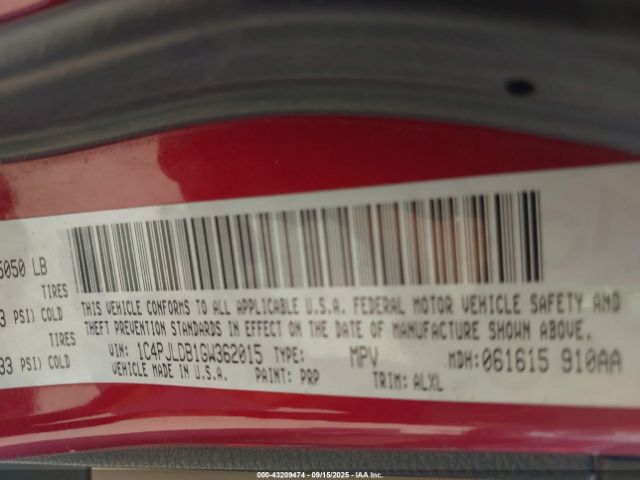 5050 LB
TIRES
3 PSI) COLD
TIRES
33 PSI) COLD
THIS VEHICLE CONFORMS TO ALL APPLICABLE U.S.A. FEDERAL MOTOR VEHICLE SAFETY AND
THEFT PREVENTION STANDARDS IN EFFECT ON THE DATE OF MANUFACTURE SHOWN ABOVE.
VIN: 1C4PJLDB1GW362015 TYPE: MPV MDH:061615 910AA
VEHICLE MADE IN U.S.A. PAINT: PRP TRIM: ALXL
000-43209474 - 09/15/2025 - IAA Inc.